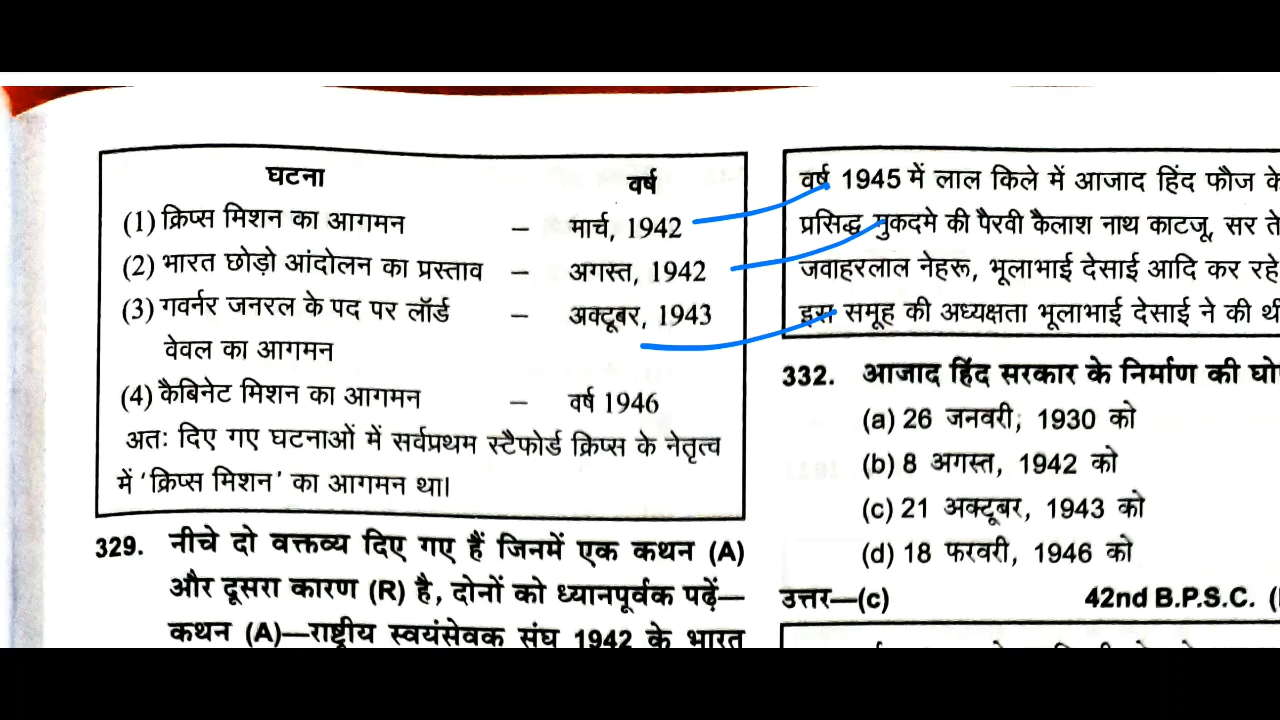 घटना वर्ष
(1) क्रिप्स मिशन का आगमन – मार्च, 1942
(2) भारत छोड़ो आंदोलन का प्रस्ताव – अगस्त, 1942
(3) गवर्नर जनरल के पद पर लॉर्ड – अक्टूबर, 1943
वेवल का आगमन
(4) कैबिनेट मिशन का आगमन – वर्ष 1946
अतः दिए गए घटनाओं में सर्वप्रथम स्टैफोर्ड क्रिप्स के नेतृत्व
में ‘क्रिप्स मिशन’ का आगमन था।
329. नीचे दो वक्तव्य दिए गए हैं जिनमें एक कथन (A)
और दूसरा कारण (R) है, दोनों को ध्यानपूर्वक पढ़ें—
कथन (A)—राष्ट्रीय स्वयंसेवक संघ 1942 के भारत
वर्ष 1945 में लाल किले में आजाद हिंद फौज के
प्रसिद्ध मुकदमे की पैरवी कैलाश नाथ काटजू, सर
जवाहरलाल नेहरू, भूलाभाई देसाई आदि कर रहे
इस समूह की अध्यक्षता भूलाभाई देसाई ने की
332. आजाद हिंद सरकार के निर्माण की
(a) 26 जनवरी, 1930 को
(b) 8 अगस्त, 1942 को
(c) 21 अक्टूबर, 1943 को
(d) 18 फरवरी, 1946 को
उत्तर—(c) 42nd B.P.S.C.